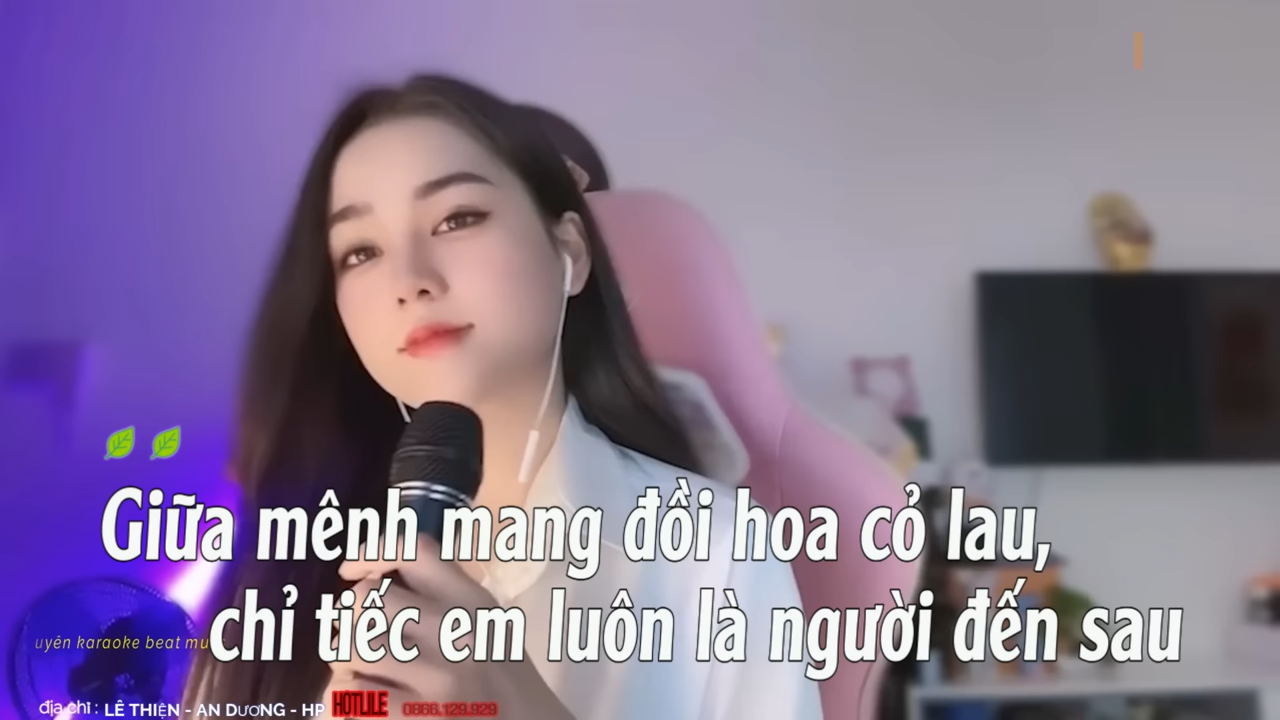 Giữa mênh mang đồi hoa cỏ lau,
chỉ tiếc em luôn là người đến sau
uyên karaoke beat mu
địa chỉ : LÊ THIỆN - AN DƯƠNG - HP HOTLILE 0866.129.929